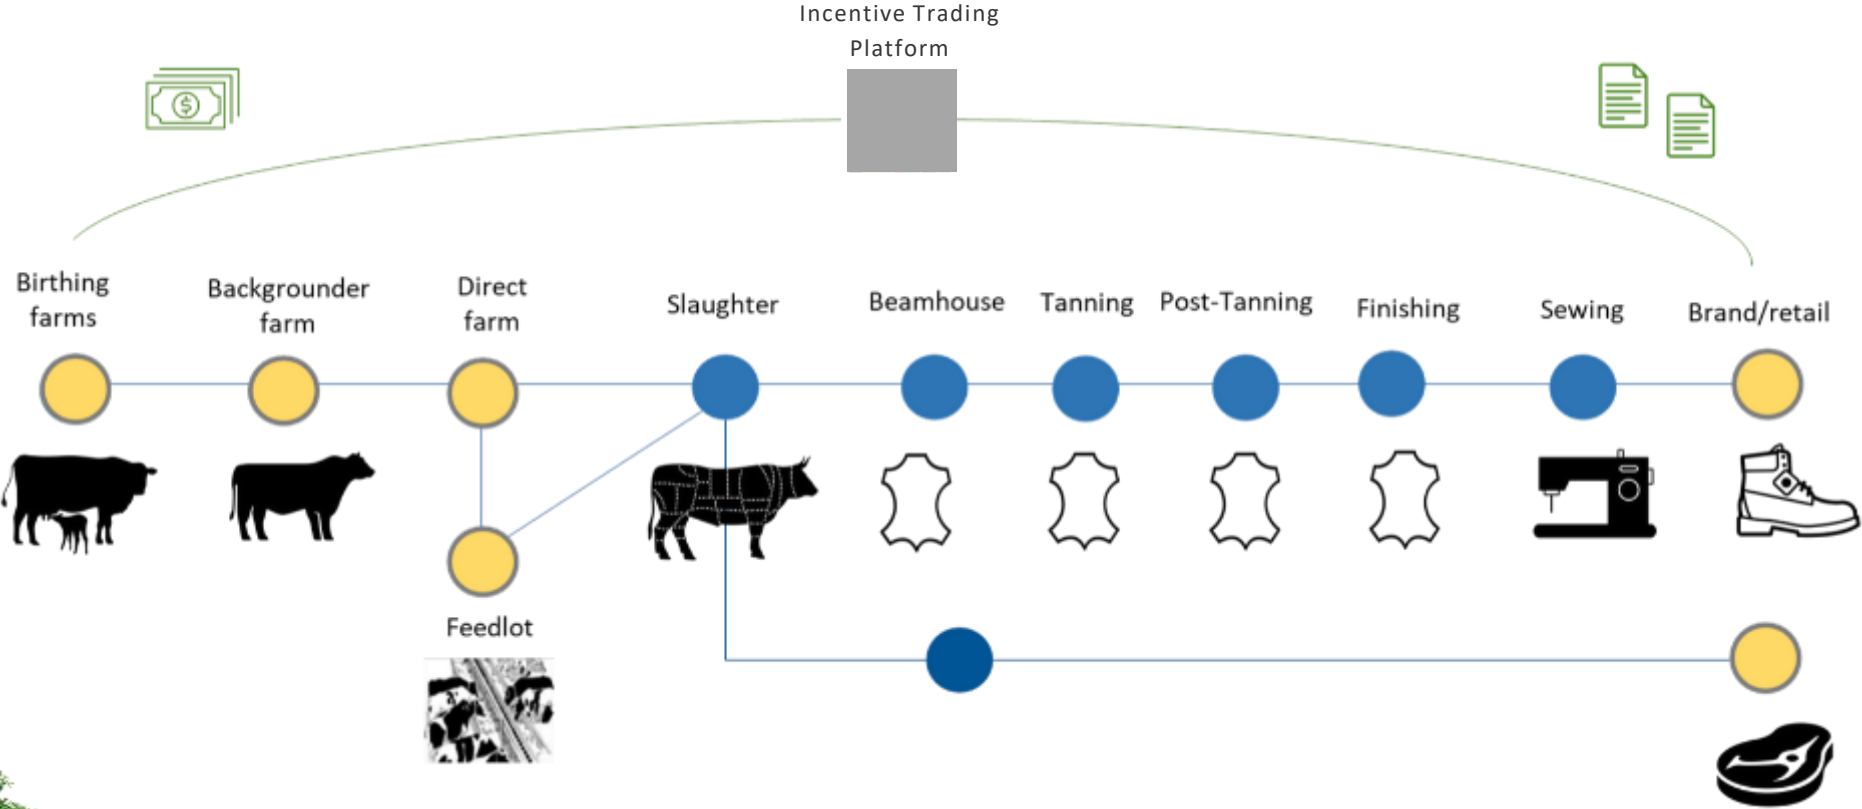 Incentive Trading
Platform
$
Birthing
farms
Backgrounder
farm
Direct
farm
Slaughter
Beamhouse
Tanning
Post-Tanning
Finishing
Sewing
Brand/retail
Feedlot